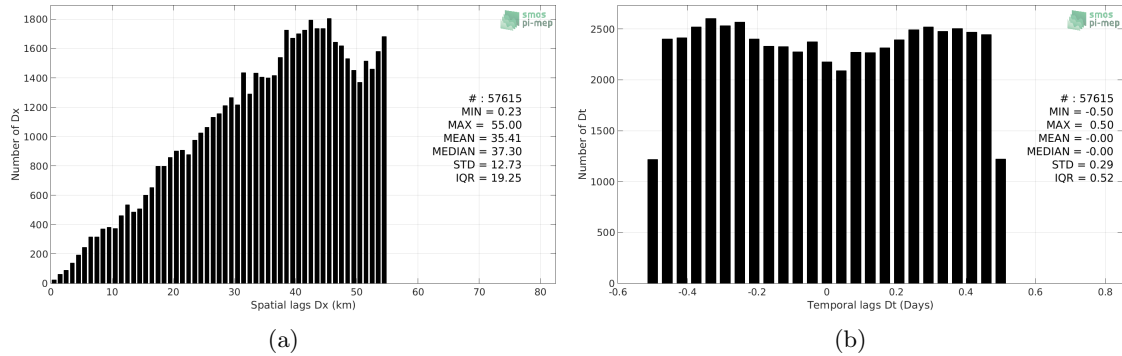 1800
1600
1400
1200
1000
800
600
400
200
0
Number of Dx
smos
pi-mep
# : 57615
MIN = 0.23
MAX = 55.00
MEAN = 35.41
MEDIAN = 37.30
STD = 12.73
IQR = 19.25
0 10 20 30 40 50 60 70 80
Spatial lags Dx (km)
(a)
2500
2000
1500
1000
500
0
Number of Dt
smos
pi-mep
# : 57615
MIN = -0.50
MAX = 0.50
MEAN = -0.00
MEDIAN = -0.00
STD = 0.29
IQR = 0.52
-0.6 -0.4 -0.2 0 0.2 0.4 0.6 0.8
Temporal lags Dt (Days)
(b)